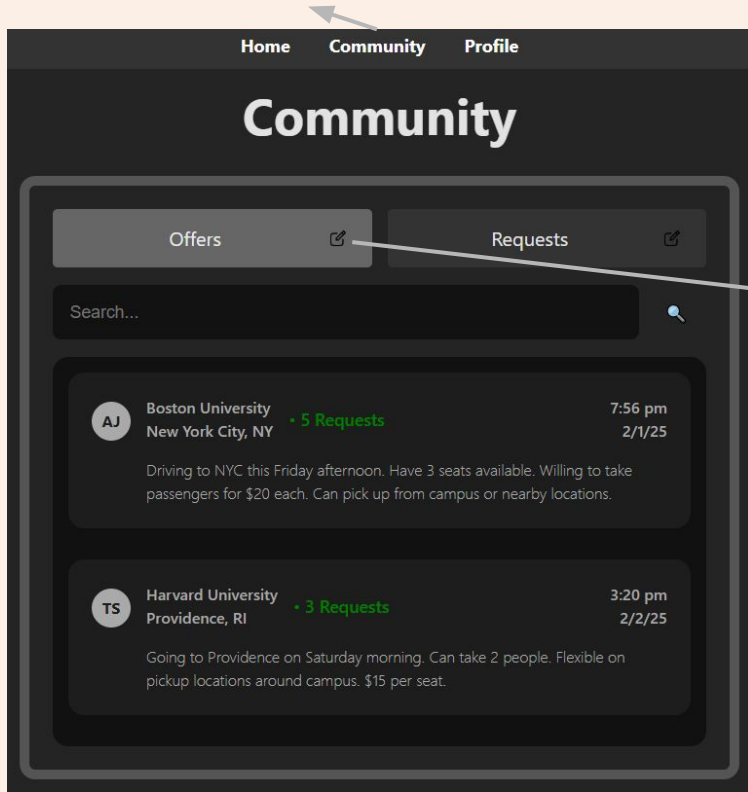 Home Community Profile
Community
Offers Requests
Search...
AJ
Boston University
New York City, NY
• 5 Requests
7:56 pm
2/1/25
Driving to NYC this Friday afternoon. Have 3 seats available. Willing to take
passengers for $20 each. Can pick up from campus or nearby locations.
TS
Harvard University
Providence, RI
• 3 Requests
3:20 pm
2/2/25
Going to Providence on Saturday morning. Can take 2 people. Flexible on
pickup locations around campus. $15 per seat.